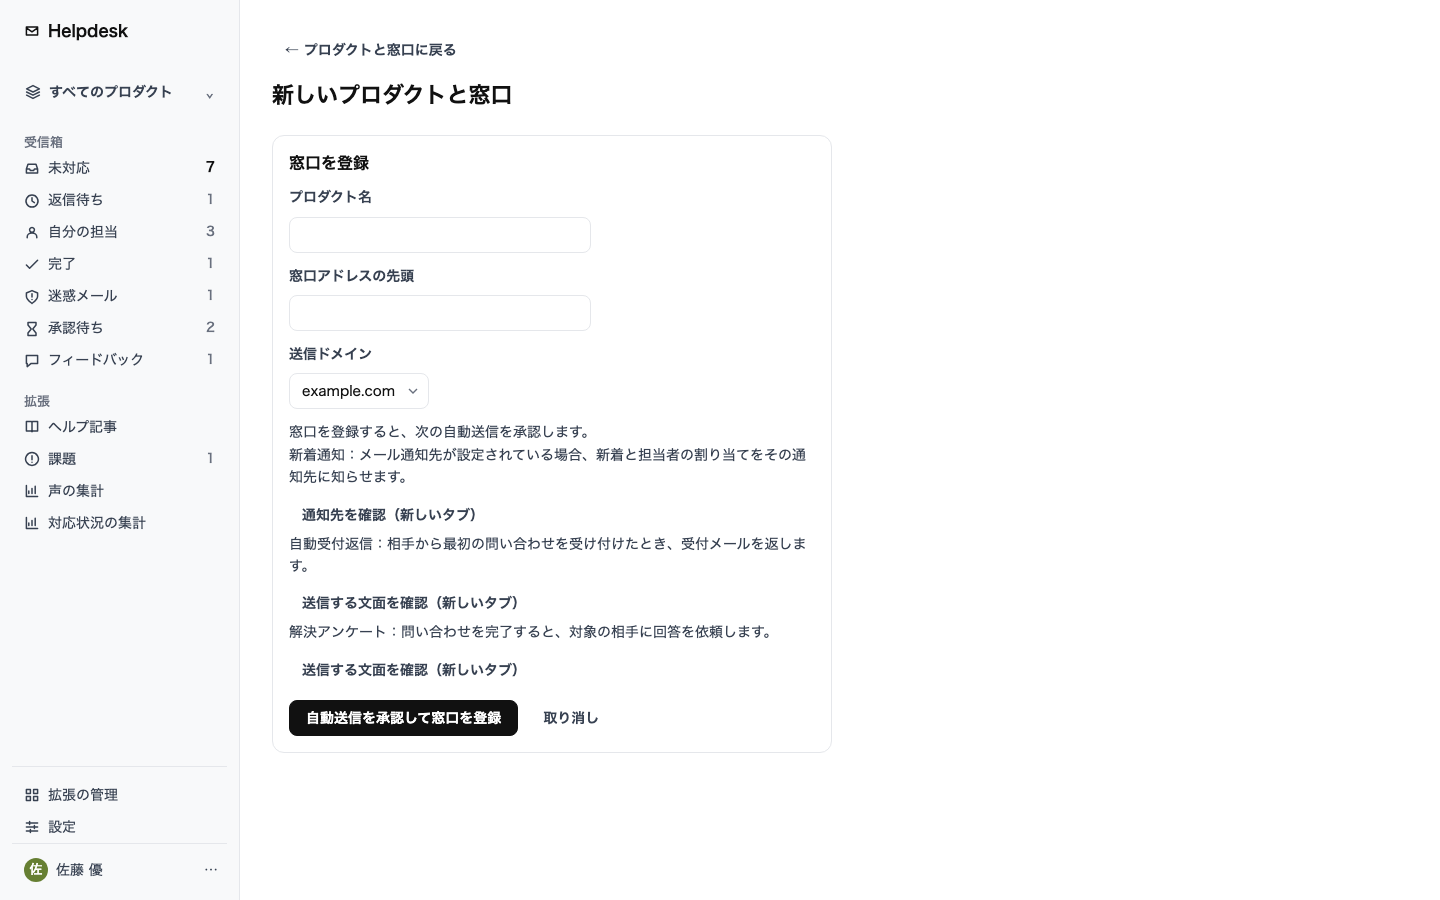 Helpdesk
すべてのプロダクト
受信箱
未対応 7
返信待ち 1
自分の担当 3
完了 1
迷惑メール 1
承認待ち 2
フィードバック 1
拡張
ヘルプ記事
課題 1
声の集計
対応状況の集計
拡張の管理
設定
佐 佐藤 優 …
← プロダクトと窓口に戻る
新しいプロダクトと窓口
窓口を登録
プロダクト名
窓口アドレスの先頭
送信ドメイン
example.com
窓口を登録すると、次の自動送信を承認します。
新着通知：メール通知先が設定されている場合、新着と担当者の割り当てをその通
知先に知らせます。
通知先を確認（新しいタブ）
自動受付返信：相手から最初の問い合わせを受け付けたとき、受付メールを返しま
す。
送信する文面を確認（新しいタブ）
解決アンケート：問い合わせを完了すると、対象の相手に回答を依頼します。
送信する文面を確認（新しいタブ）
自動送信を承認して窓口を登録 取り消し